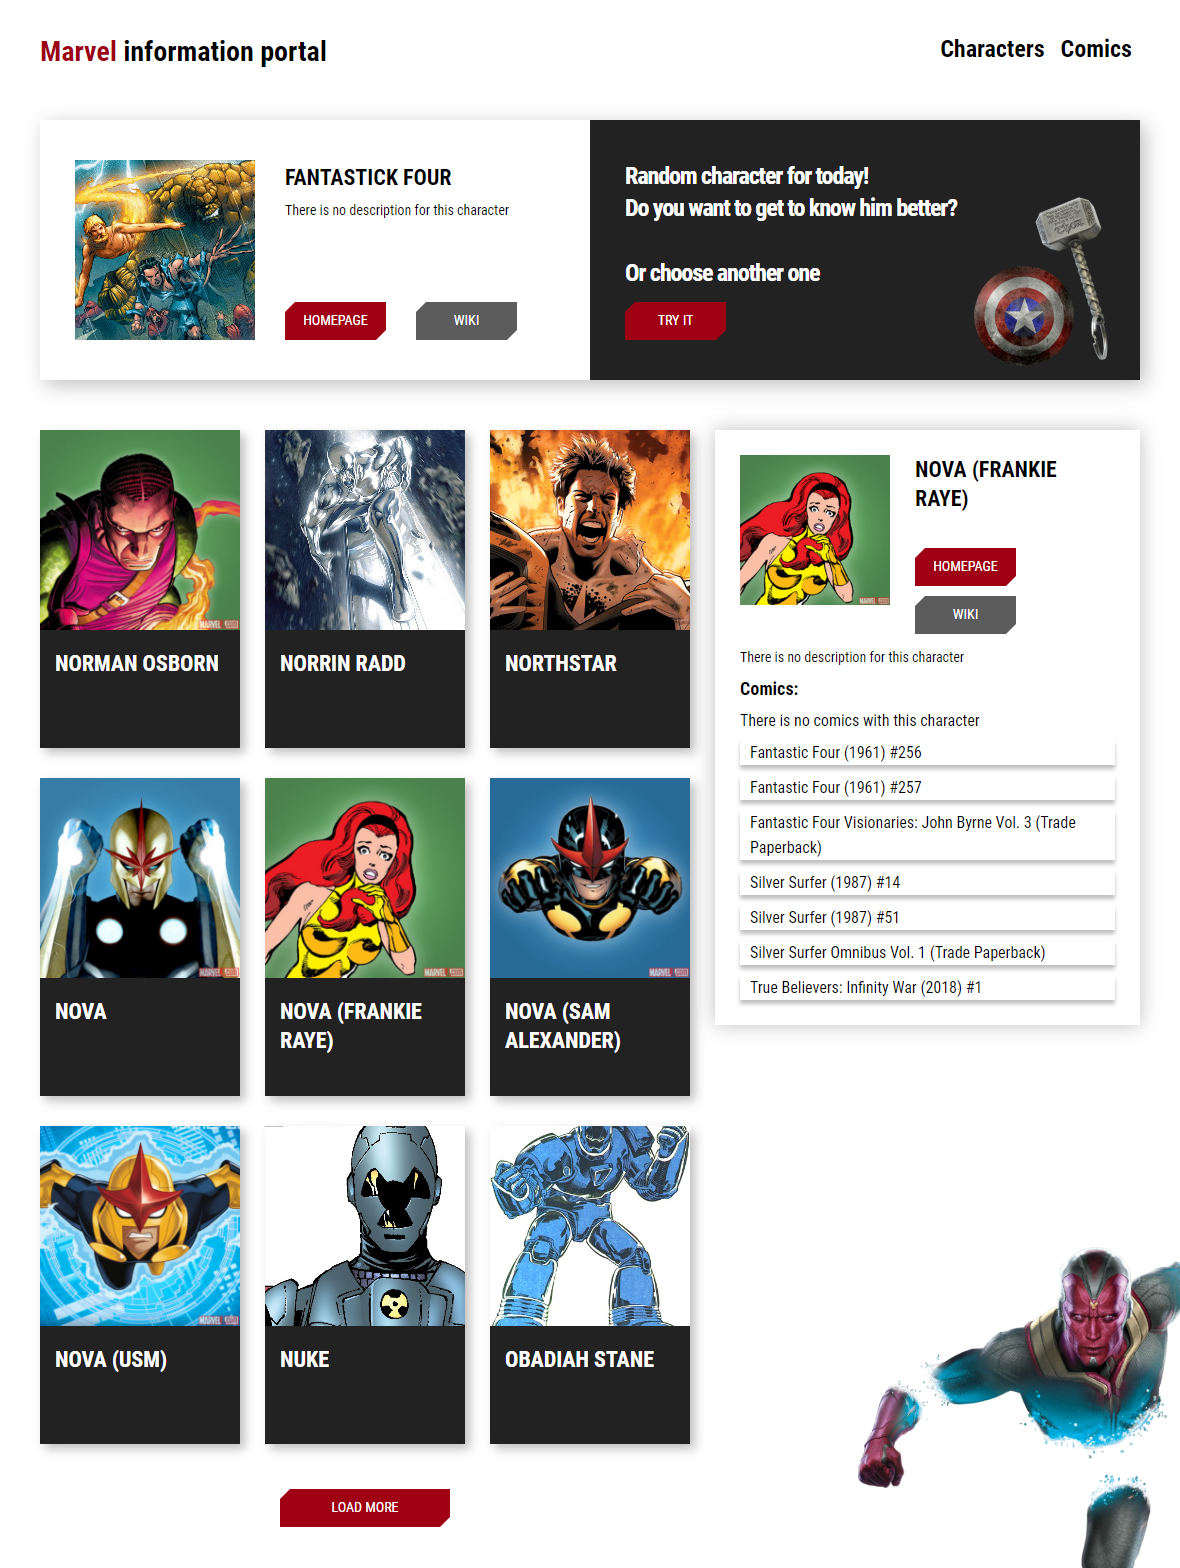 Marvel information portal
Characters Comics
FANTASTICK FOUR
There is no description for this character
HOMEPAGE
WIKI
Random character for today!
Do you want to get to know him better?
Or choose another one
TRY IT
NORMAN OSBORN
NORRIN RADD
NORTHSTAR
NOVA
NOVA (FRANKIE
RAYE)
NOVA (SAM
ALEXANDER)
NOVA (USM)
NUKE
OBADIAH STANE
LOAD MORE
NOVA (FRANKIE
RAYE)
HOMEPAGE
WIKI
There is no description for this character
Comics:
There is no comics with this character
Fantastic Four (1961) #256
Fantastic Four (1961) #257
Fantastic Four Visionaries: John Byrne Vol. 3 (Trade
Paperback)
Silver Surfer (1987) #14
Silver Surfer (1987) #51
Silver Surfer Omnibus Vol. 1 (Trade Paperback)
True Believers: Infinity War (2018) #1